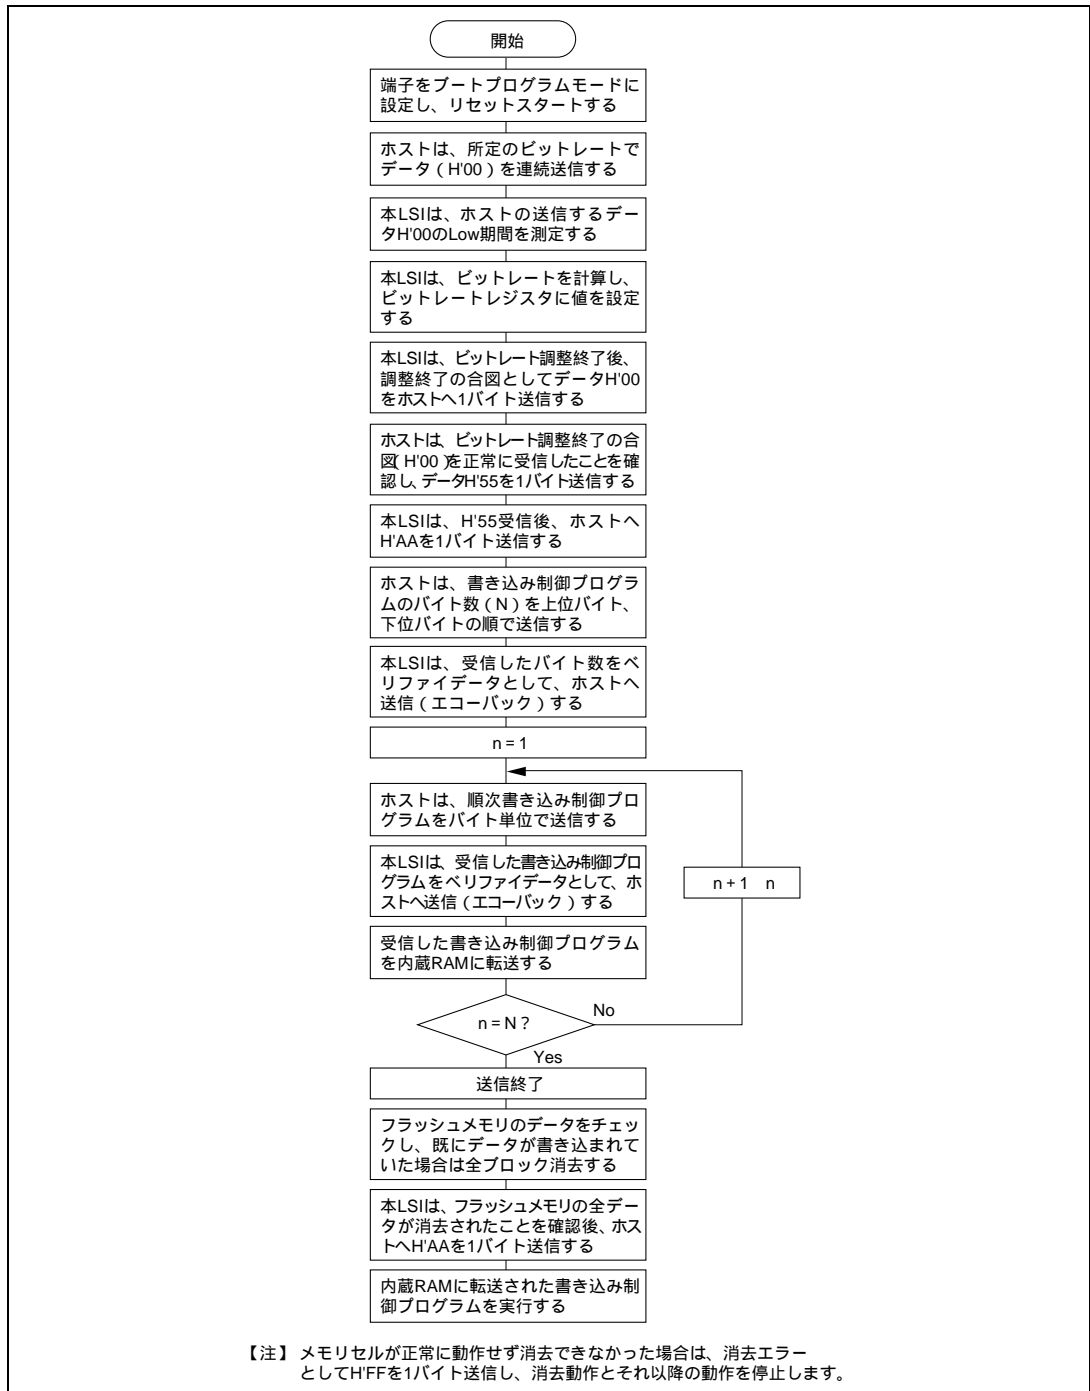 開始
端子をブートプログラムモードに
設定し、リセットスタートする
ホストは、所定のビットレートで
データ（H'00）を連続送信する
本LSIは、ホストの送信するデー
タH'00のLow期間を測定する
本LSIは、ビットレートを計算し、
ビットレートレジスタに値を設定
する
本LSIは、ビットレート調整終了後、
調整終了の合図としてデータH'00
をホストへ1バイト送信する
ホストは、ビットレート調整終了の合
図（H'00）を正常に受信したことを確
認し、データH'55を1バイト送信する
本LSIは、H'55受信後、ホストへ
H'AAを1バイト送信する
ホストは、書き込み制御プログラ
ムのバイト数（N）を上位バイト、
下位バイトの順で送信する
本LSIは、受信したバイト数をベ
リファイデータとして、ホストへ
送信（エコーバック）する
n = 1
ホストは、順次書き込み制御プロ
グラムをバイト単位で送信する
本LSIは、受信した書き込み制御プロ
グラムをベリファイデータとして、ホ
ストへ送信（エコーバック）する
n + 1 n
受信した書き込み制御プログラム
を内蔵RAMに転送する
n = N？
No
Yes
送信終了
フラッシュメモリのデータをチェッ
クし、既にデータが書き込まれて
いた場合は全ブロック消去する
本LSIは、フラッシュメモリの全デー
タが消去されたことを確認後、ホス
トへH'AAを1バイト送信する
内蔵RAMに転送された書き込み制
御プログラムを実行する
【注】 メモリセルが正常に動作せず消去できなかった場合は、消去エラー
としてH'FFを1バイト送信し、消去動作とそれ以降の動作を停止します。